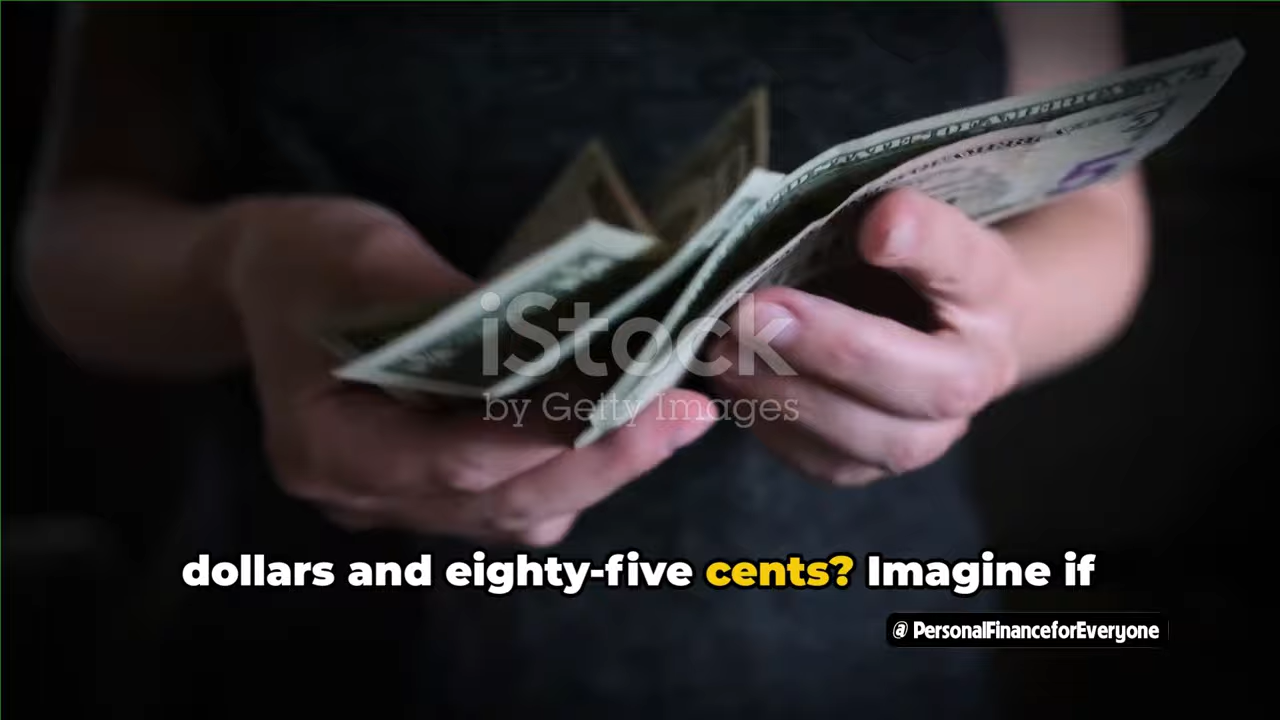 iStock
by Getty Images
dollars and eighty-five cents? Imagine if
@ PersonalFinanceforEveryone